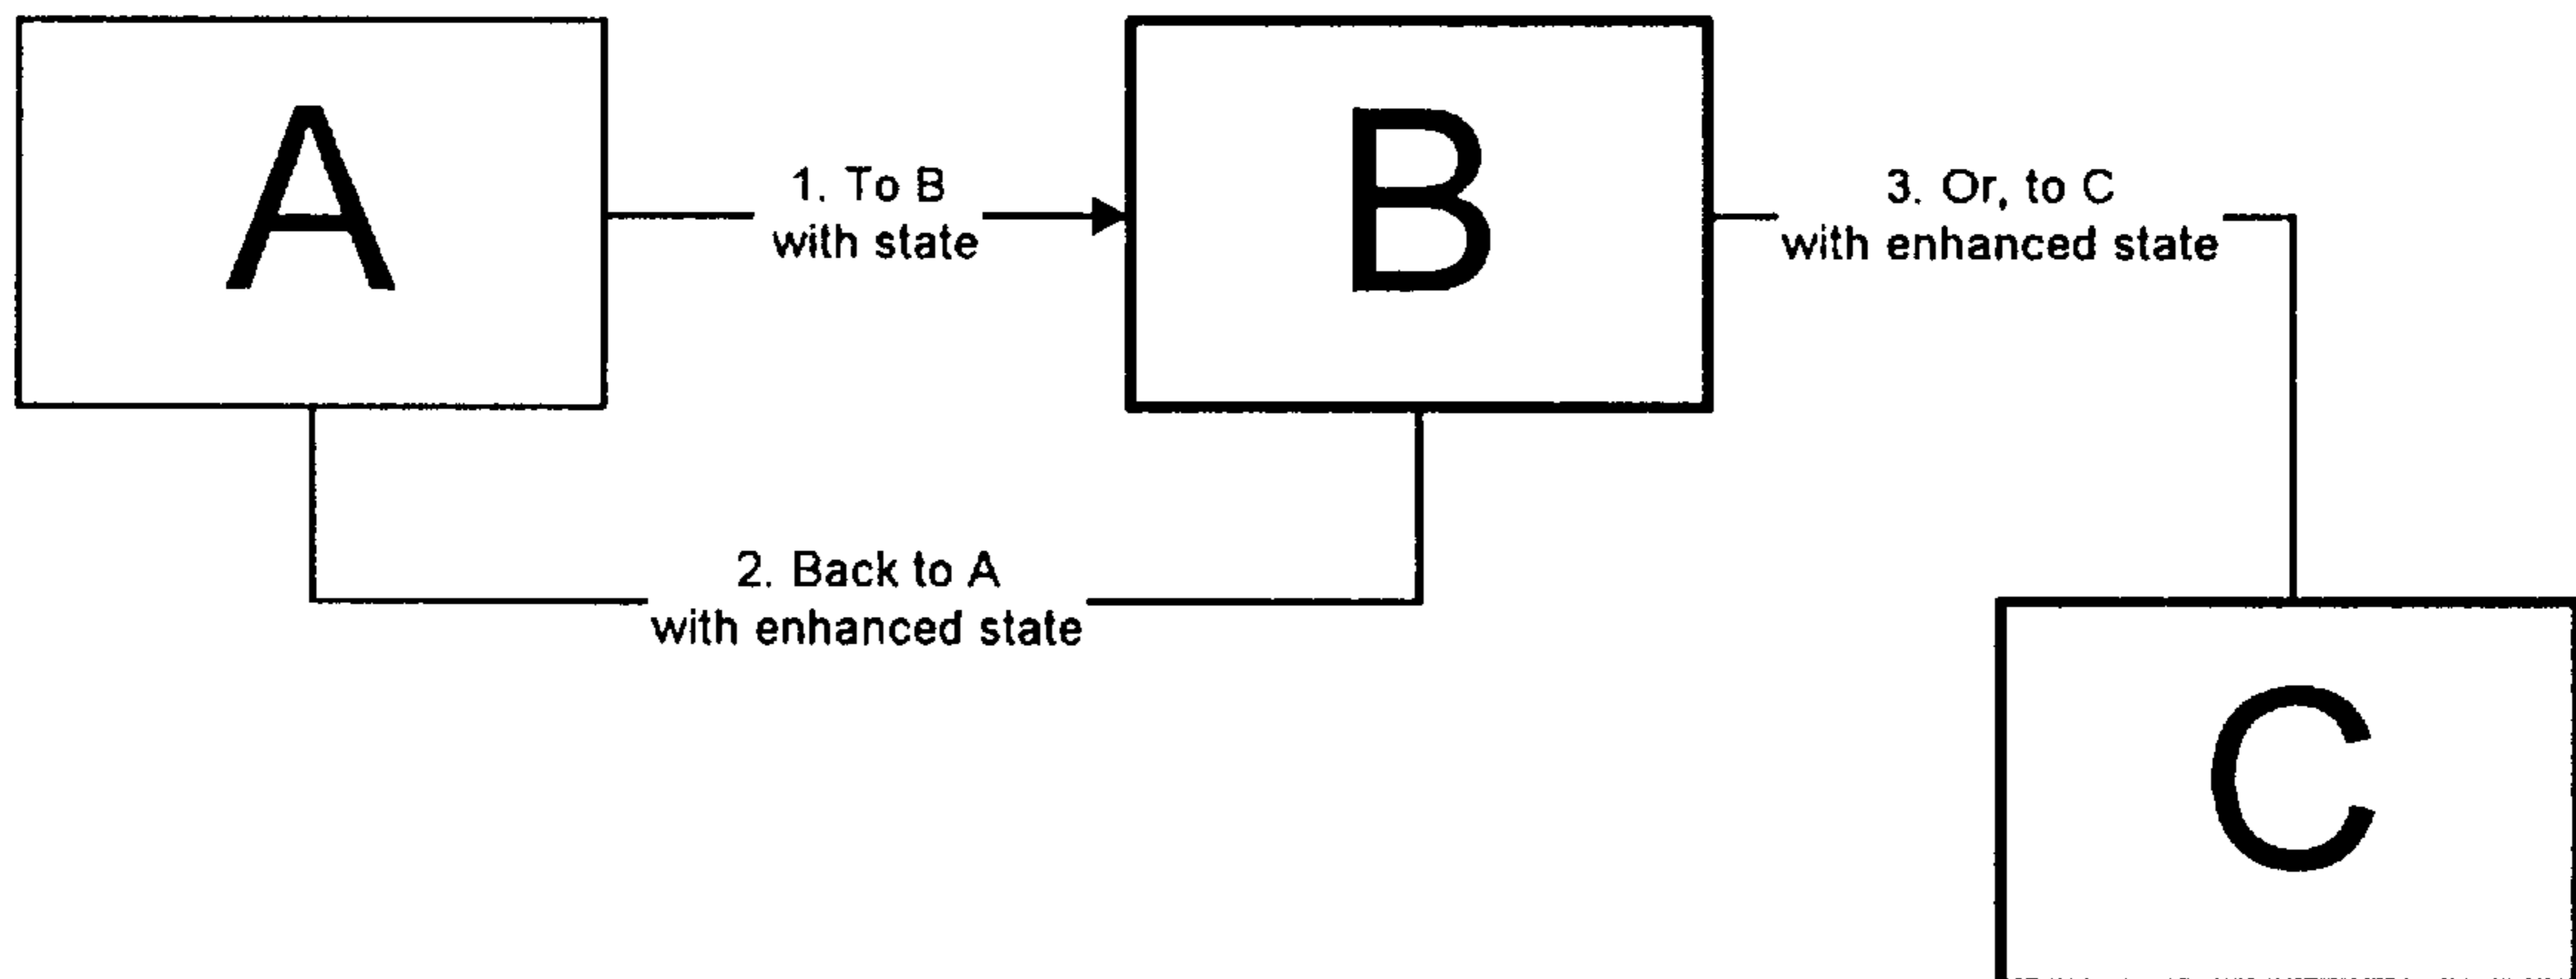 A
B
1. To B
with state
3. Or, to C
with enhanced state
2. Back to A
with enhanced state
C